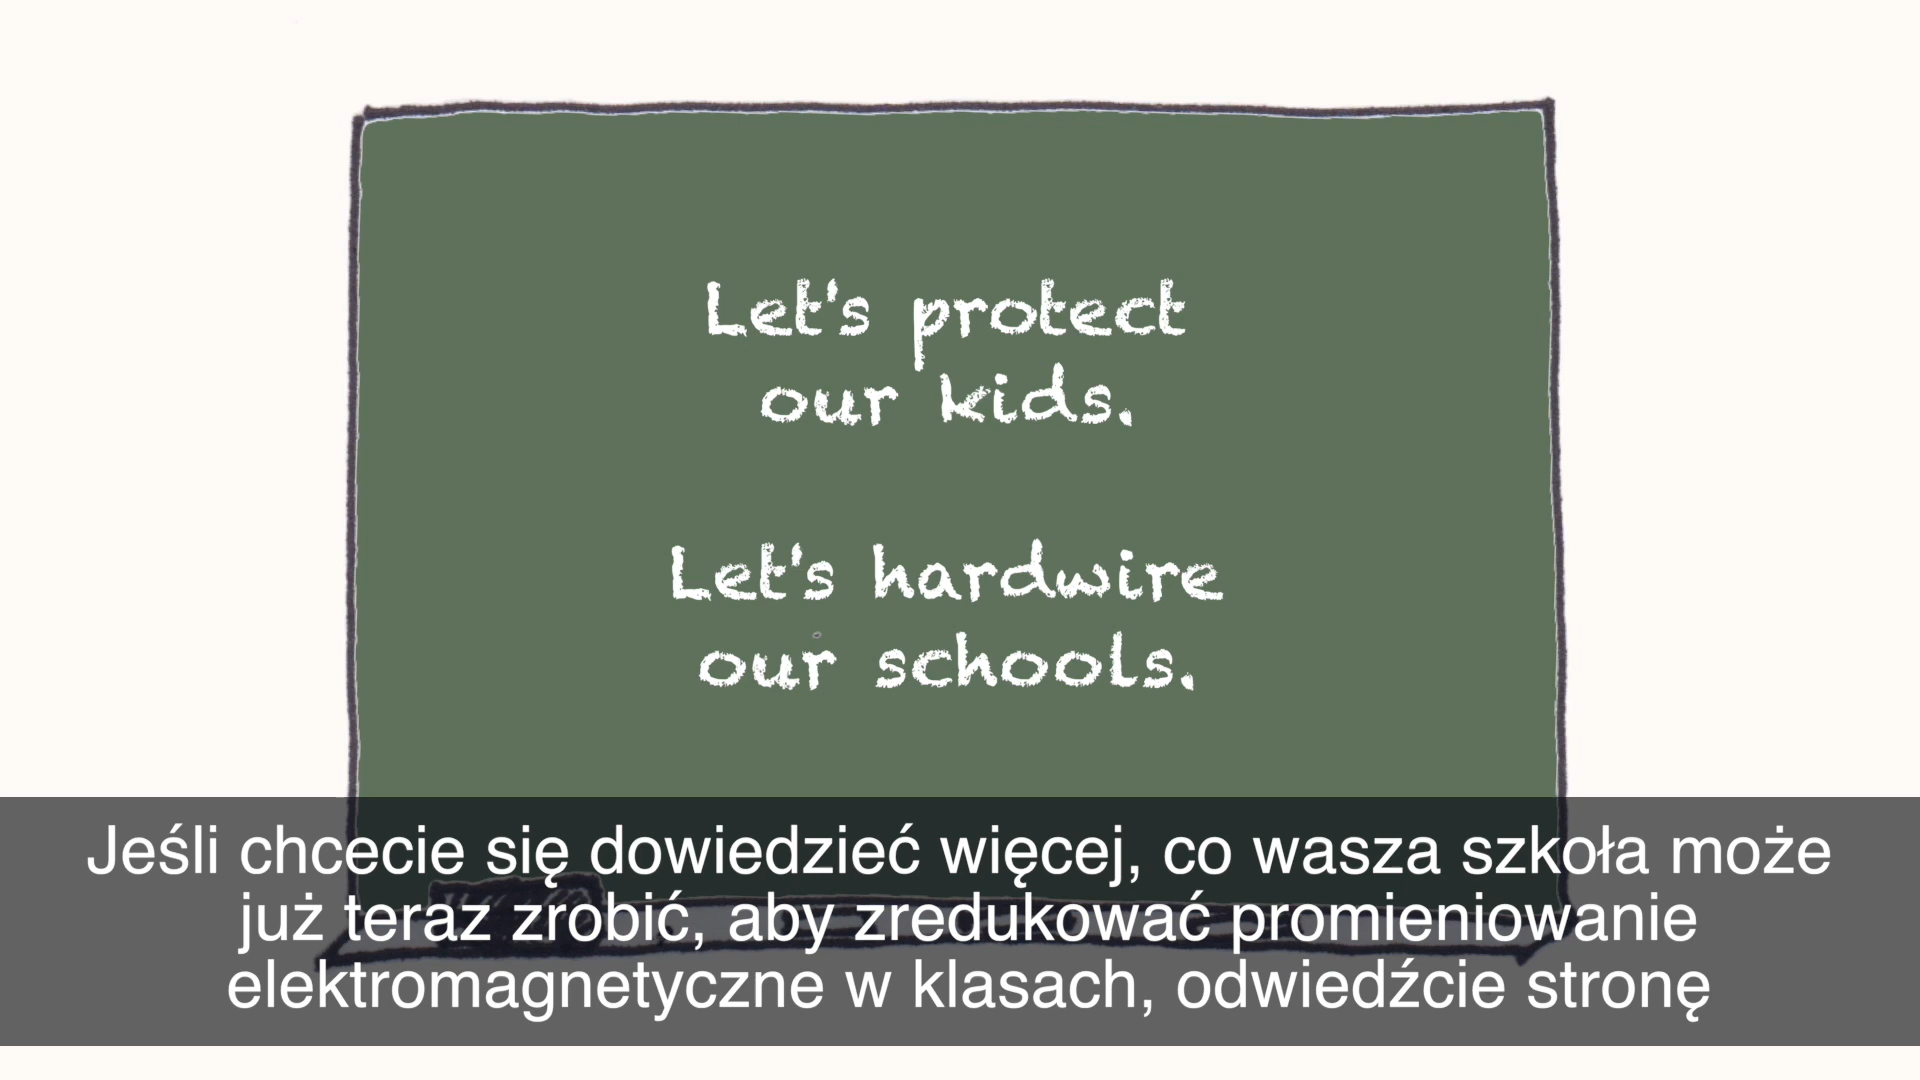 Let's protect
our kids.
Let's hardwire
our schools.
Jeśli chcecie się dowiedzieć więcej, co wasza szkoła może
już teraz zrobić, aby zredukować promieniowanie
elektromagnetyczne w klasach, odwiedźcie stronę